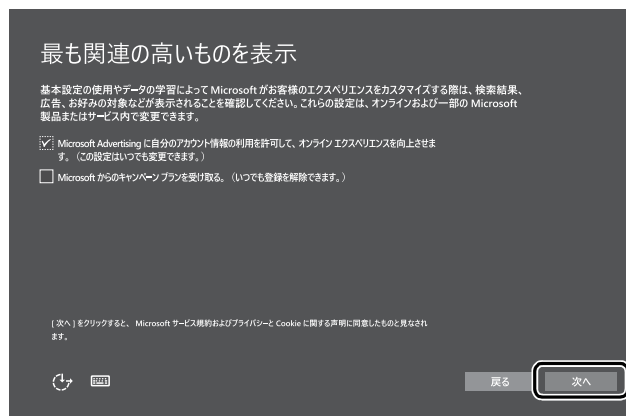 最も関連の高いものを表示
基本設定の使用やデータの学習によって Microsoft がお客様のエクスペリエンスをカスタマイズする際は、検索結果、
広告、お好みの対象などが表示されることを確認してください。これらの設定は、オンラインおよび一部の Microsoft
製品またはサービス内で変更できます。
Microsoft Advertising に自分のアカウント情報の利用を許可して、オンライン エクスペリエンスを向上させま
す。（この設定はいつでも変更できます。）
Microsoft からのキャンペーン プランを受け取る。（いつでも登録を解除できます。）
[ 次へ ] をクリックすると、 Microsoft サービス規約およびプライバシーと Cookie に関する声明に同意したものと見なされ
ます。
戻る 次へ